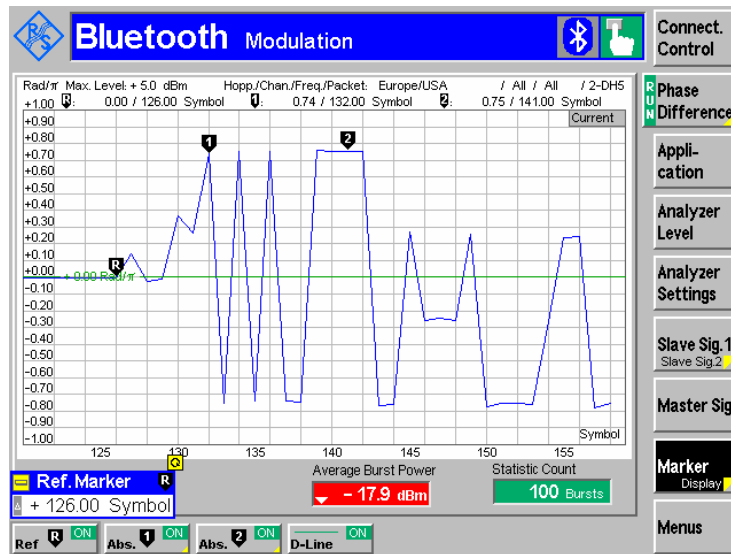 R&S
Bluetooth Modulation
Connect.
Control
Rad/π Max. Level: + 5.0 dBm Hopp./Chan./Freq./Packet: Europe/USA / All / All / 2-DH5
R: 0.00 / 126.00 Symbol 1: 0.74 / 132.00 Symbol 2: 0.75 / 141.00 Symbol
Current
RUN
Phase
Difference
+1.00
+0.90
+0.80
+0.70
+0.60
+0.50
+0.40
+0.30
+0.20
+0.10
+0.00
-0.10
-0.20
-0.30
-0.40
-0.50
-0.60
-0.70
-0.80
-0.90
-1.00
1
2
R
+ 0.00 Rad/π
Symbol
125 130 135 140 145 150 155
Appli-
cation
Analyzer
Level
Analyzer
Settings
Slave Sig.1
Slave Sig.2
Master Sig
Marker
Display
Menus
Ref. Marker R
+ 126.00 Symbol
Average Burst Power
- 17.9 dBm
Statistic Count
100 Bursts
Ref R ON
Abs. 1 ON
Abs. 2 ON
D-Line ON